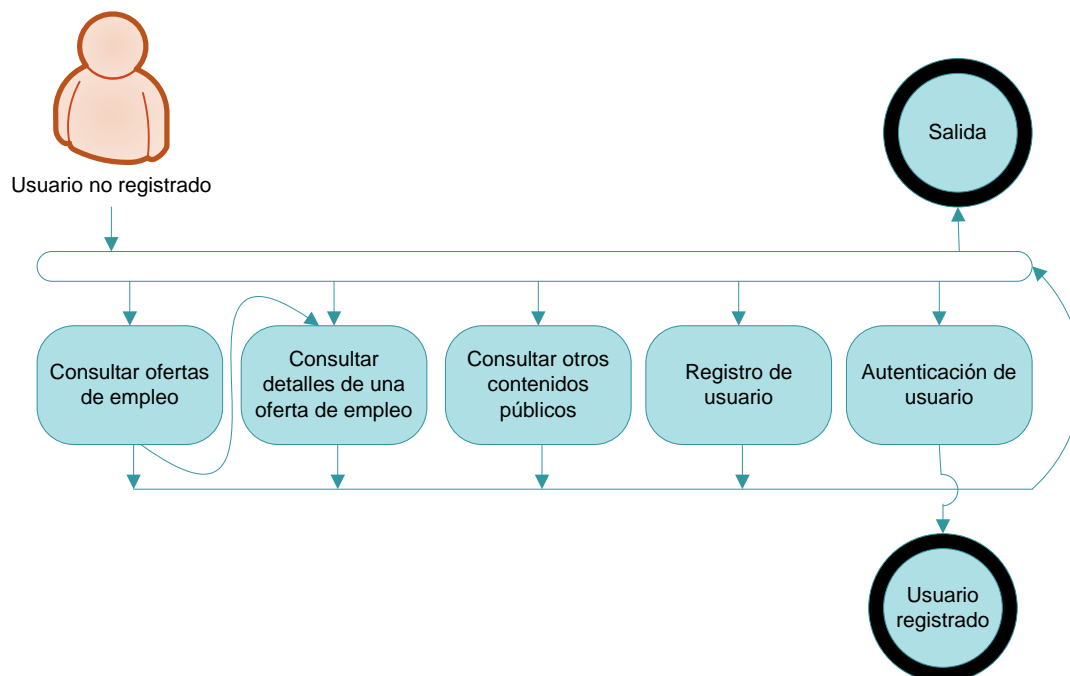 Usuario no registrado
Salida
Consultar ofertas
de empleo
Consultar
detalles de una
oferta de empleo
Consultar otros
contenidos
públicos
Registro de
usuario
Autenticación de
usuario
Usuario
registrado